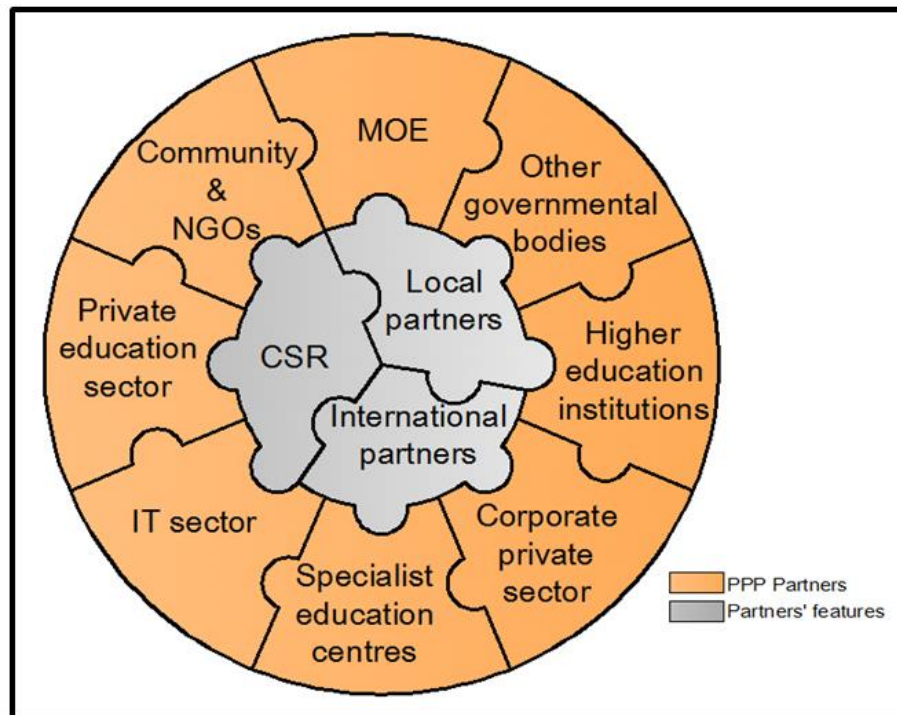 MOE
Other
governmental
bodies
Higher
education
institutions
Corporate
private
sector
Specialist
education
centres
IT sector
Private
education
sector
Community
&
NGOs
Local
partners
International
partners
CSR
PPP Partners
Partners' features